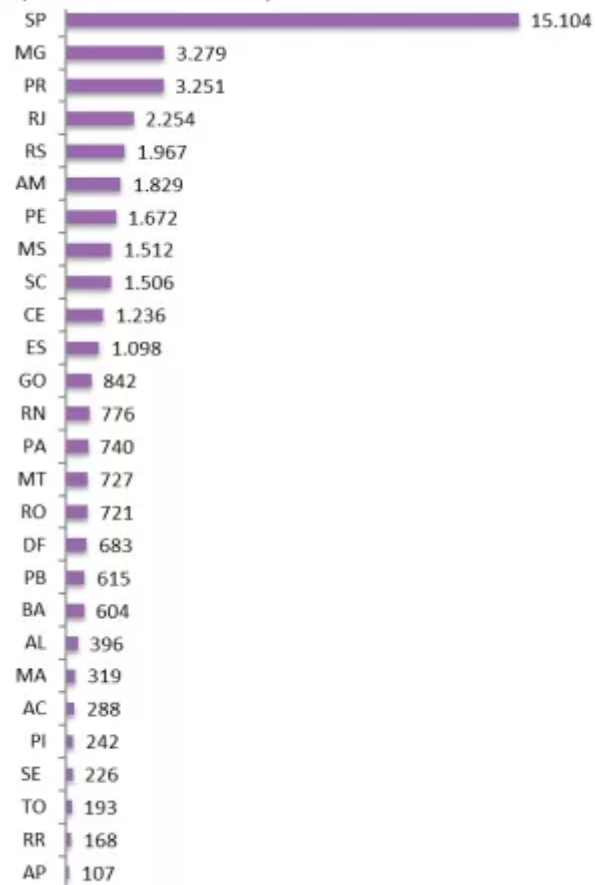 SP 15.104
MG 3.279
PR 3.251
RJ 2.254
RS 1.967
AM 1.829
PE 1.672
MS 1.512
SC 1.506
CE 1.236
ES 1.098
GO 842
RN 776
PA 740
MT 727
RO 721
DF 683
PB 615
BA 604
AL 396
MA 319
AC 288
PI 242
SE 226
TO 193
RR 168
AP 107